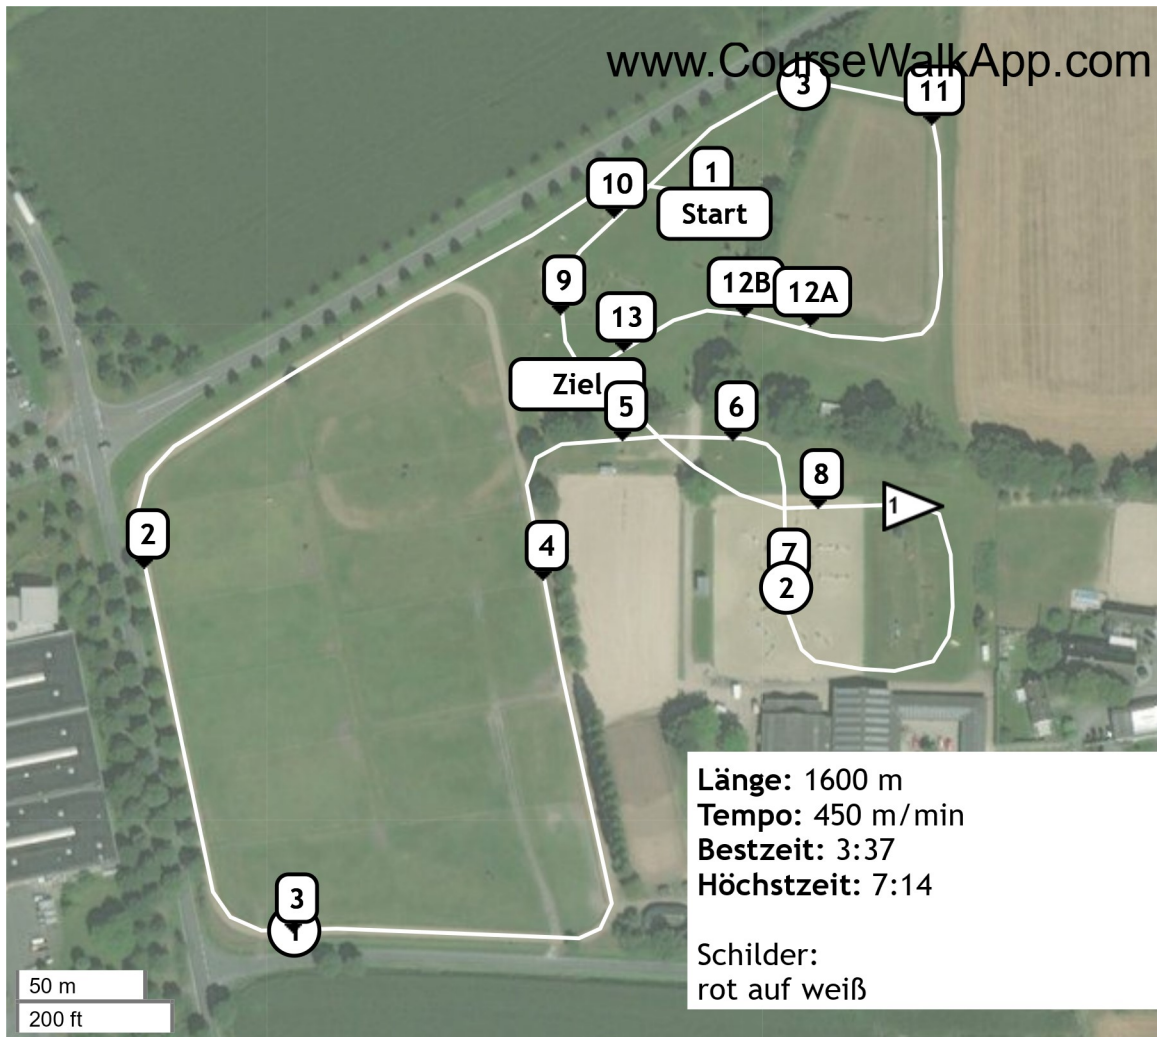 www.CourseWalkApp.com
3
11
1
10
Start
9
12B
12A
13
Ziel
5
6
8
1
2
4
7
2
3
Länge: 1600 m
Tempo: 450 m/min
Bestzeit: 3:37
Höchstzeit: 7:14
Schilder:
rot auf weiß
50 m
200 ft